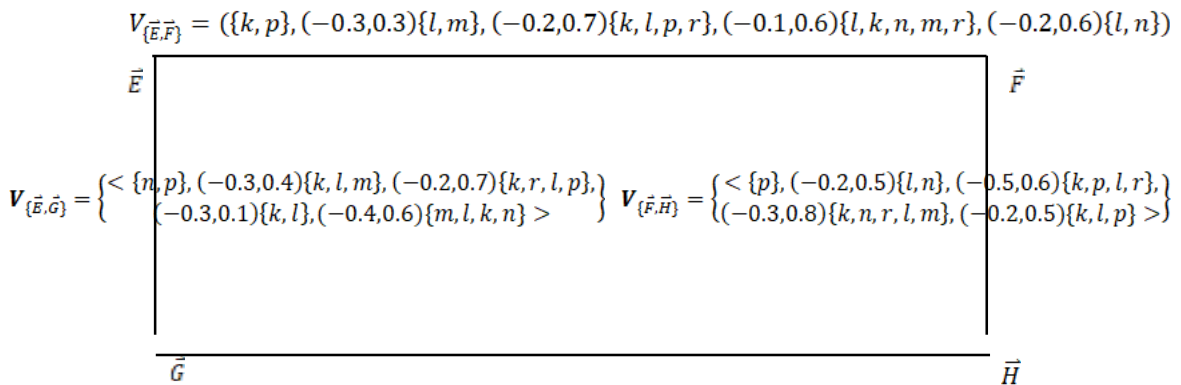 V_{{E⃗,F⃗}} = ({k, p}, (−0.3,0.3){l, m}, (−0.2,0.7){k, l, p, r}, (−0.1,0.6){l, k, n, m, r}, (−0.2,0.6){l, n})
E⃗ F⃗
V_{{E⃗,G⃗}} = {< {n, p}, (−0.3,0.4){k, l, m}, (−0.2,0.7){k, r, l, p}, (−0.3,0.1){k, l}, (−0.4,0.6){m, l, k, n} >}
V_{{F⃗,H⃗}} = {< {p}, (−0.2,0.5){l, n}, (−0.5,0.6){k, p, l, r}, (−0.3,0.8){k, n, r, l, m}, (−0.2,0.5){k, l, p} >}
G⃗ H⃗